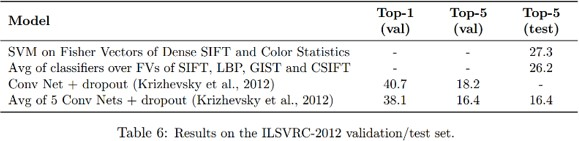 Model Top-1 (val) Top-5 (val) Top-5 (test)
SVM on Fisher Vectors of Dense SIFT and Color Statistics - - 27.3
Avg of classifiers over FVs of SIFT, LBP, GIST and CSIFT - - 26.2
Conv Net + dropout (Krizhevsky et al., 2012) 40.7 18.2 -
Avg of 5 Conv Nets + dropout (Krizhevsky et al., 2012) 38.1 16.4 16.4
Table 6: Results on the ILSVRC-2012 validation/test set.